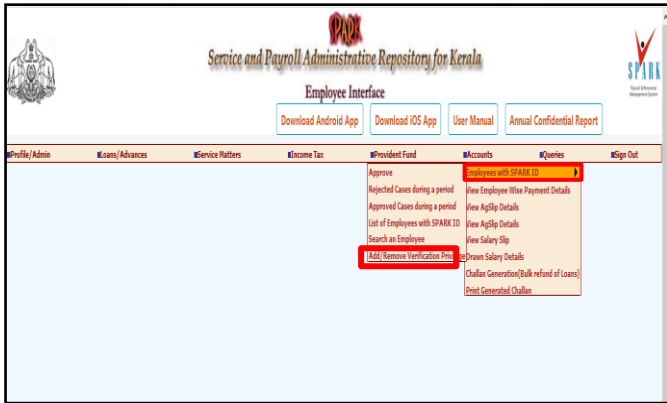 SPARK
Service and Payroll Administrative Repository for Kerala
SPARK
Payroll & Personnel
Management System
Employee Interface
Download Android App Download iOS App User Manual Annual Confidential Report
Profile/Admin Loans/Advances Service Matters Income Tax Provident Fund Accounts Queries Sign Out
Approve
Rejected Cases during a period
Approved Cases during a period
List of Employees with SPARK ID
Search an Employee
Add/Remove Verification Privilege
Employees with SPARK ID
View Employee Wise Payment Details
View AgSlip Details
View AgSlip Details
View Salary Slip
Drawn Salary Details
Challan Generation(Bulk refund of Loans)
Print Generated Challan